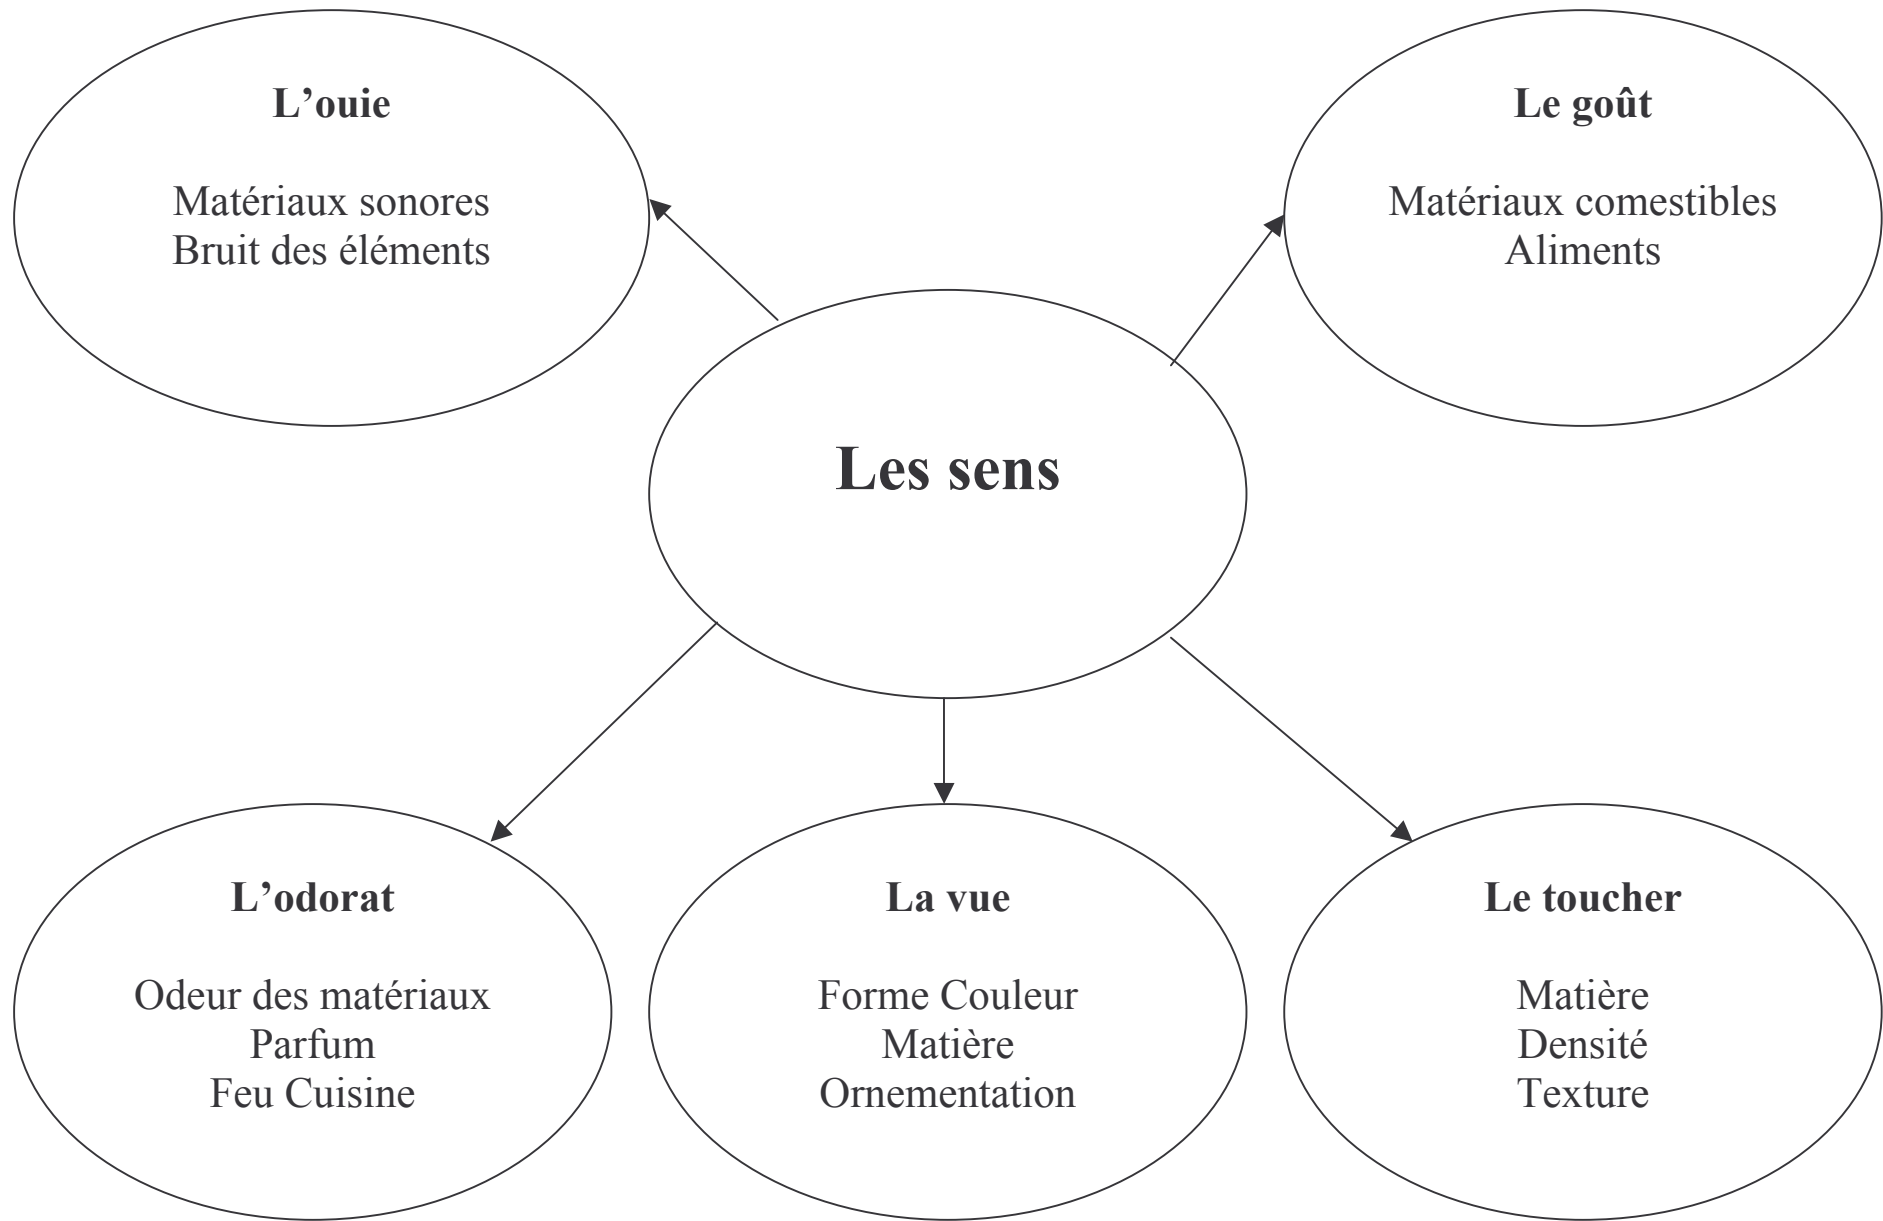 L’ouie
Matériaux sonores
Bruit des éléments
Le goût
Matériaux comestibles
Aliments
Les sens
L’odorat
Odeur des matériaux
Parfum
Feu Cuisine
La vue
Forme Couleur
Matière
Ornementation
Le toucher
Matière
Densité
Texture